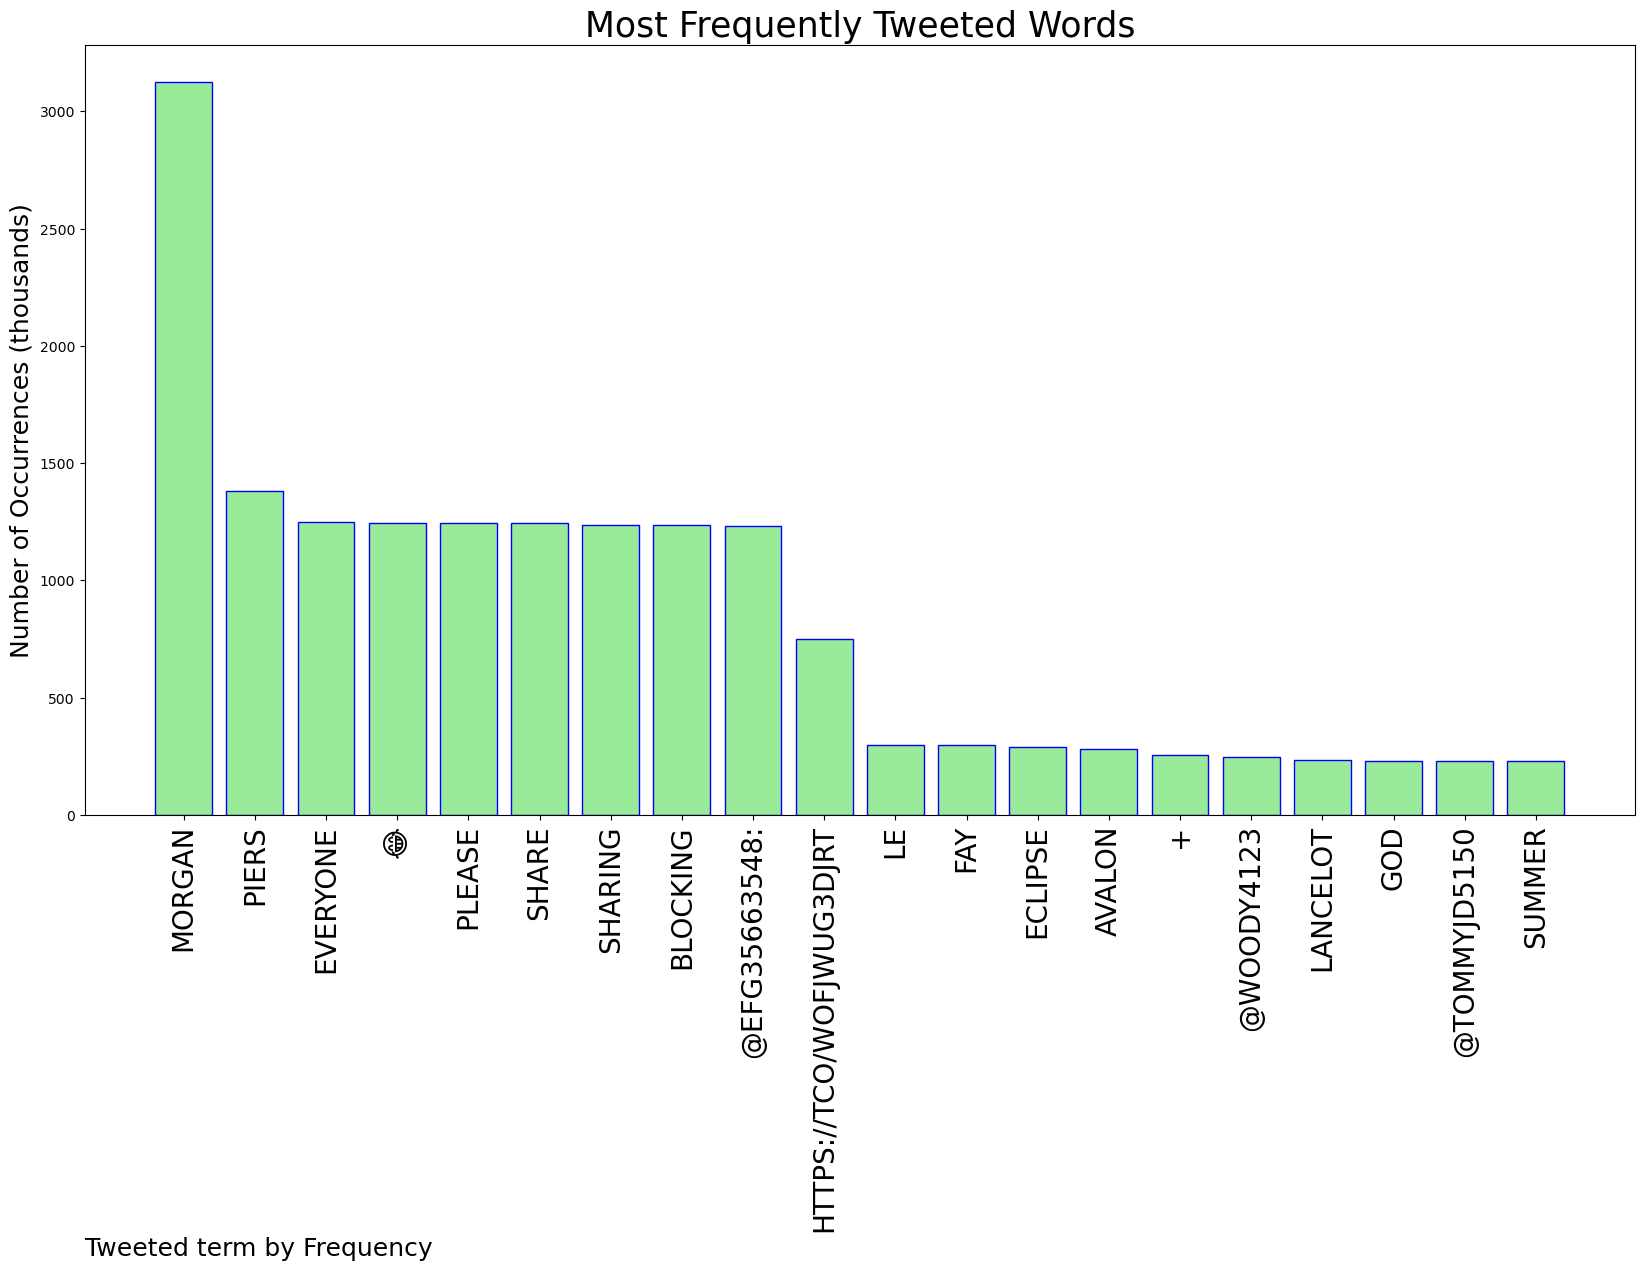 Most Frequently Tweeted Words
Number of Occurrences (thousands)
3000
2500
2000
1500
1000
500
0
MORGAN
PIERS
EVERYONE
😂
PLEASE
SHARE
SHARING
BLOCKING
@EFG35663548:
HTTPS://TCO/WOFJWUG3DJRT
LE
FAY
ECLIPSE
AVALON
+
@WOODY4123
LANCELOT
GOD
@TOMMYJD5150
SUMMER
Tweeted term by Frequency